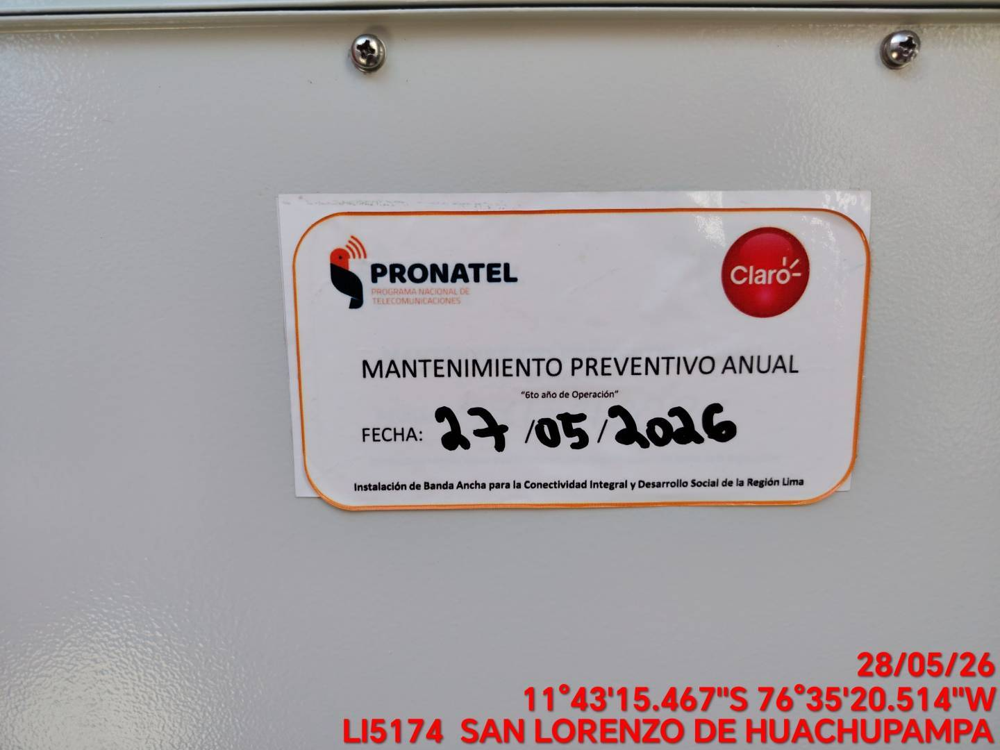 PRONATEL
PROGRAMA NACIONAL DE
TELECOMUNICACIONES
Claro
MANTENIMIENTO PREVENTIVO ANUAL
"6to año de Operación"
FECHA: 27/05/2026
Instalación de Banda Ancha para la Conectividad Integral y Desarrollo Social de la Región Lima
28/05/26
11°43'15.467"S 76°35'20.514"W
LI5174 SAN LORENZO DE HUACHUPAMPA